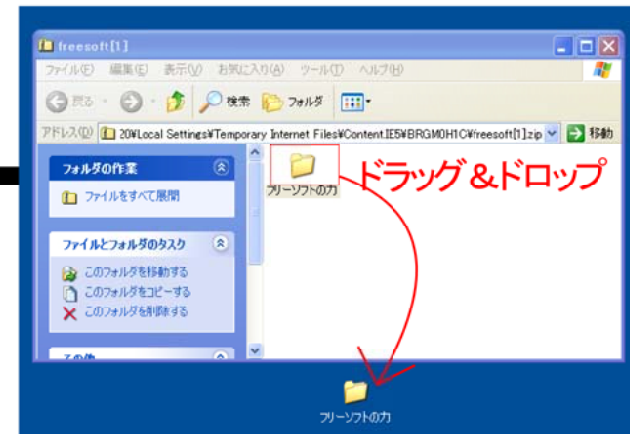 freesoft[1]
ファイル(F) 編集(E) 表示(V) お気に入り(A) ツール(T) ヘルプ(H)
戻る 検索 フォルダ
アドレス(D) 20¥Local Settings¥Temporary Internet Files¥Content.IE5¥BRGM0H1C¥freesoft[1].zip 移動
フォルダの作業
ファイルをすべて展開
ファイルとフォルダのタスク
このフォルダを移動する
このフォルダをコピーする
このフォルダを削除する
その他
フリーソフトの力
ドラッグ&ドロップ
フリーソフトの力